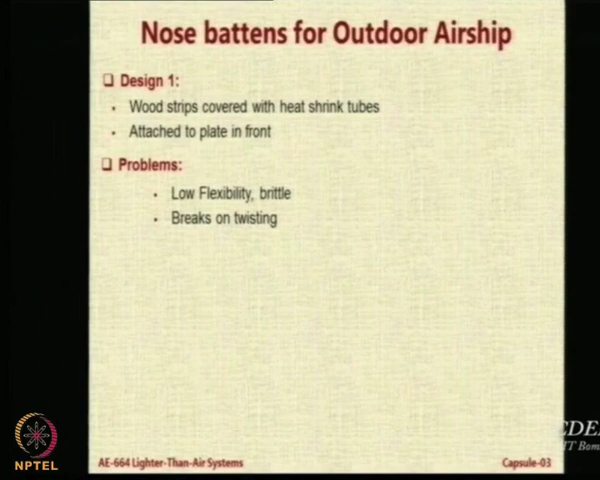 Nose battens for Outdoor Airship
❑ Design 1:
• Wood strips covered with heat shrink tubes
• Attached to plate in front
❑ Problems:
• Low Flexibility, brittle
• Breaks on twisting
NPTEL
AE-664 Lighter-Than-Air Systems
Capsule-03